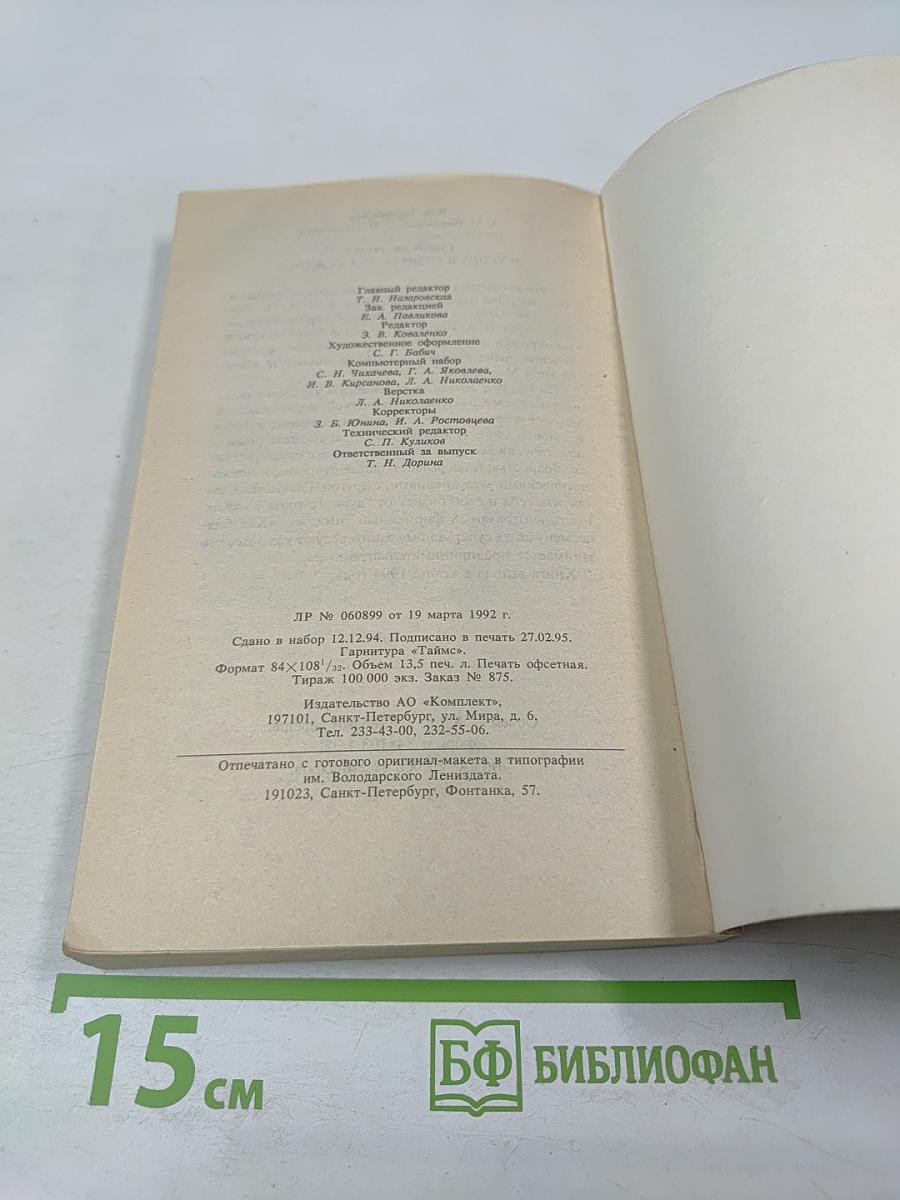 Главный редактор
Т. И. Назаровская
Зав. редакцией
Е. А. Павликова
Редактор
Э. В. Коваленко
Художественное оформление
С. Г. Бабич
Компьютерный набор
С. Н. Чихачева, Г. А. Яковлева,
И. В. Кирсанова, Л. А. Николаенко
Верстка
Л. А. Николаенко
Корректоры
З. Б. Юнина, И. А. Ростовцева
Технический редактор
С. П. Куликов
Ответственный за выпуск
Т. Н. Дорина
ЛР № 060899 от 19 марта 1992 г.
Сдано в набор 12.12.94. Подписано в печать 27.02.95.
Гарнитура «Таймс».
Формат 84×108¹/₃₂. Объем 13,5 печ. л. Печать офсетная.
Тираж 100 000 экз. Заказ № 875.
Издательство АО «Комплект»,
197101, Санкт-Петербург, ул. Мира, д. 6.
Тел. 233-43-00, 232-55-06.
Отпечатано с готового оригинал-макета в типографии
им. Володарского Лениздата.
191023, Санкт-Петербург, Фонтанка, 57.
15 см
БФ БИБЛИОФАН